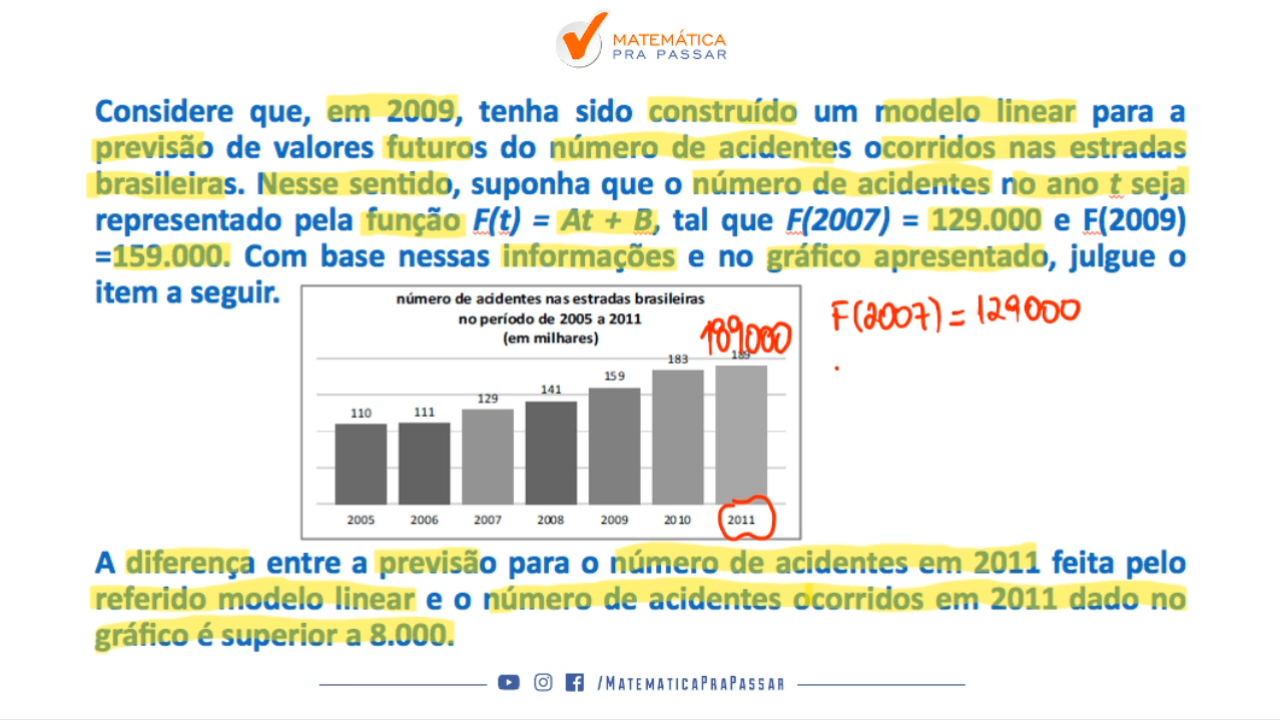 MATEMÁTICA
PRA PASSAR
Considere que, em 2009, tenha sido construído um modelo linear para a
previsão de valores futuros do número de acidentes ocorridos nas estradas
brasileiras. Nesse sentido, suponha que o número de acidentes no ano t seja
representado pela função F(t) = At + B, tal que F(2007) = 129.000 e F(2009)
=159.000. Com base nessas informações e no gráfico apresentado, julgue o
item a seguir.
número de acidentes nas estradas brasileiras
no período de 2005 a 2011
(em milhares)
189.000
F(2007) = 129000
110 111 129 141 159 183 189
2005 2006 2007 2008 2009 2010 2011
A diferença entre a previsão para o número de acidentes em 2011 feita pelo
referido modelo linear e o número de acidentes ocorridos em 2011 dado no
gráfico é superior a 8.000.
/MATEMATICAPRAPASSAR